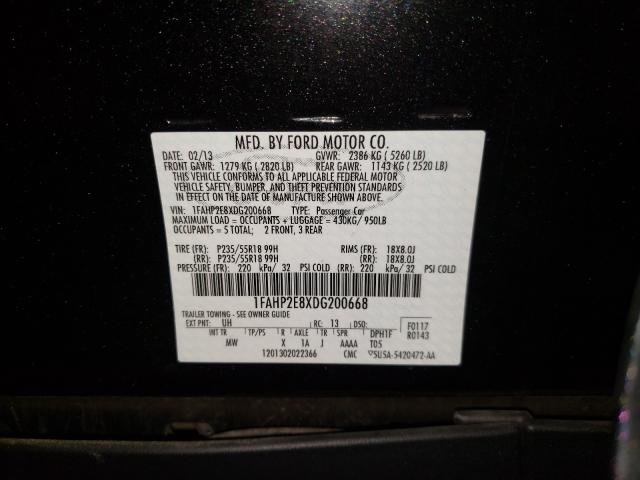 MFD. BY FORD MOTOR CO.
DATE: 02/13 GVWR: 2386 KG ( 5260 LB)
FRONT GAWR: 1279 KG ( 2820 LB) REAR GAWR: 1143 KG ( 2520 LB)
THIS VEHICLE CONFORMS TO ALL APPLICABLE FEDERAL MOTOR
VEHICLE SAFETY, BUMPER, AND THEFT PREVENTION STANDARDS
IN EFFECT ON THE DATE OF MANUFACTURE SHOWN ABOVE.
VIN: 1FAHP2E8XDG200668 TYPE: Passenger Car
MAXIMUM LOAD = OCCUPANTS + LUGGAGE = 430KG/ 950LB
OCCUPANTS = 5 TOTAL: 2 FRONT, 3 REAR
TIRE (FR): P235/55R18 99H RIMS (FR): 18X8.0J
(RR): P235/55R18 99H (RR): 18X8.0J
PRESSURE (FR): 220 kPa/ 32 PSI COLD (RR): 220 kPa/ 32 PSI COLD
1FAHP2E8XDG200668
TRAILER TOWING - SEE OWNER GUIDE
EXT PNT: UH RC: 13 DSO: F0117
INT TR TP/PS R AXLE TR SPR DPH1F R0143
MW X 1A J AAAA T05
1201302022366 CMC 5U5A-5420472-AA